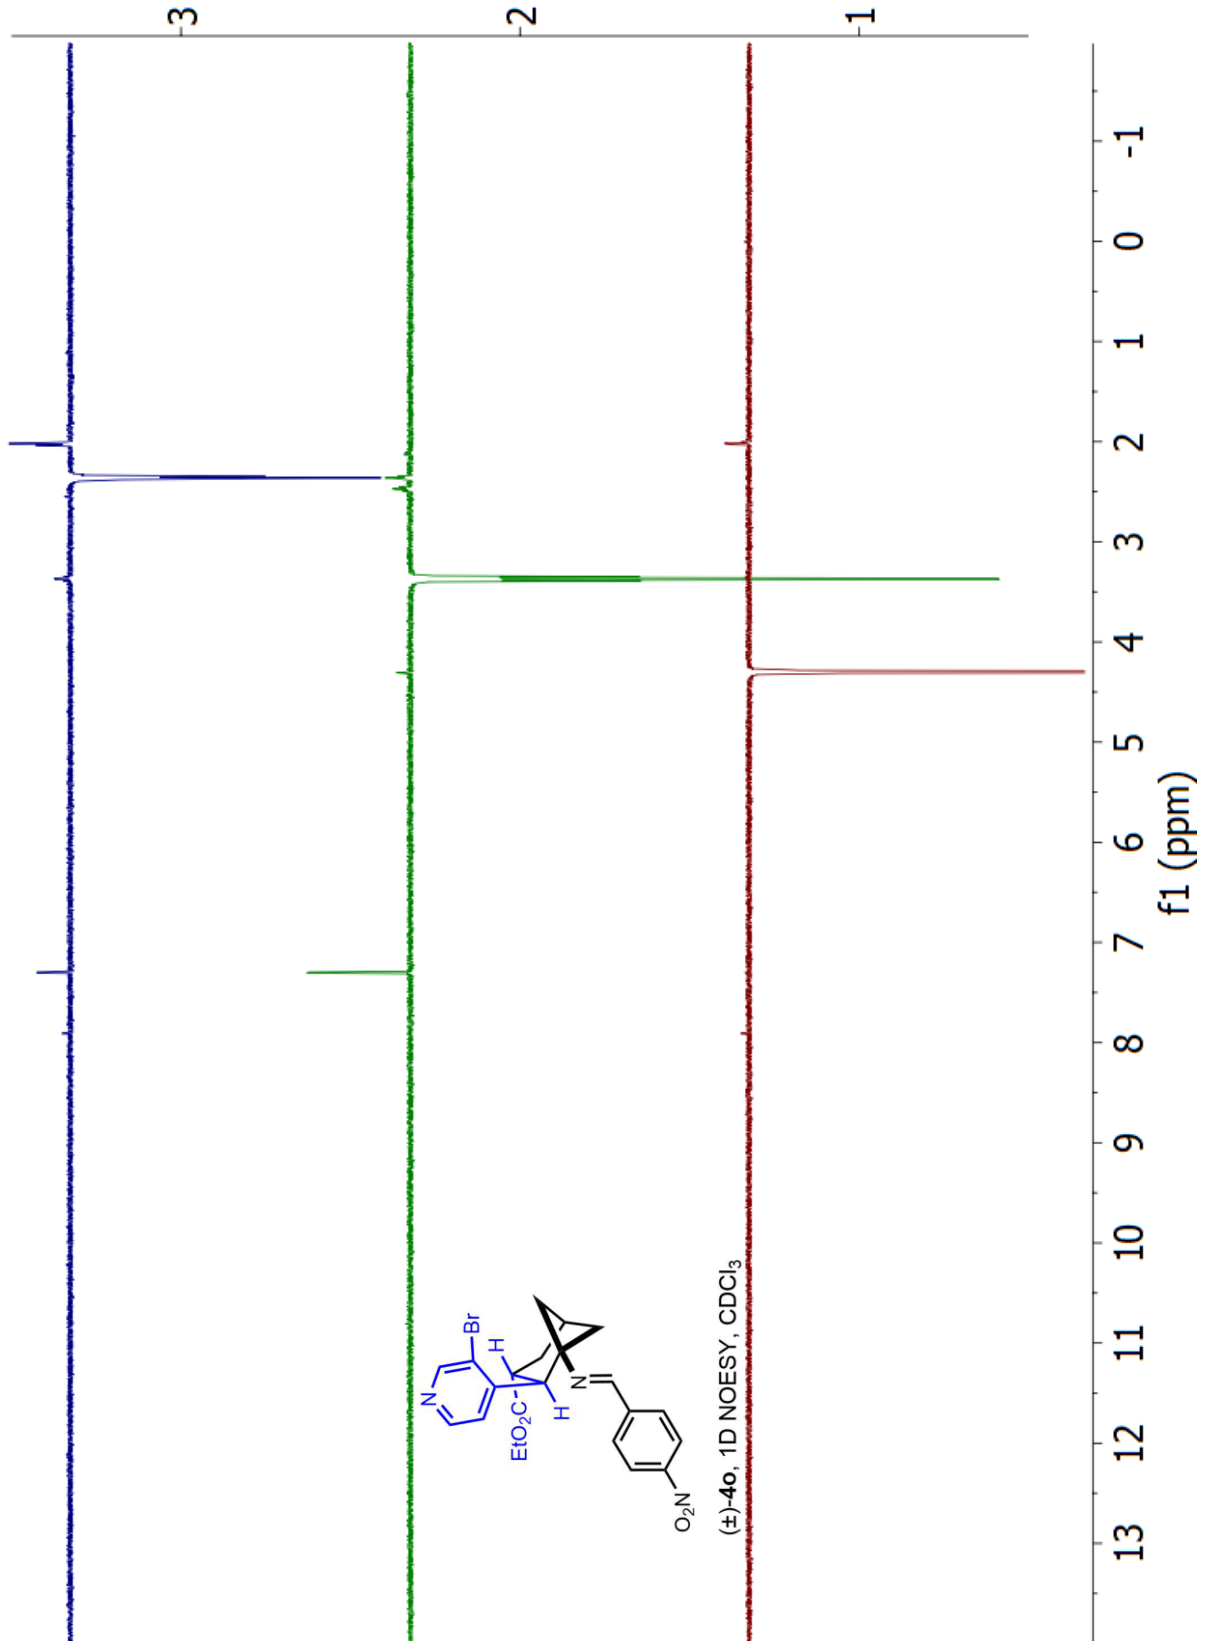 3
2
1
N
Br
H
EtO₂C
H
N
O₂N
(±)-4o, 1D NOESY, CDCl₃
13 12 11 10 9 8 7 6 5 4 3 2 1 0 -1
f1 (ppm)